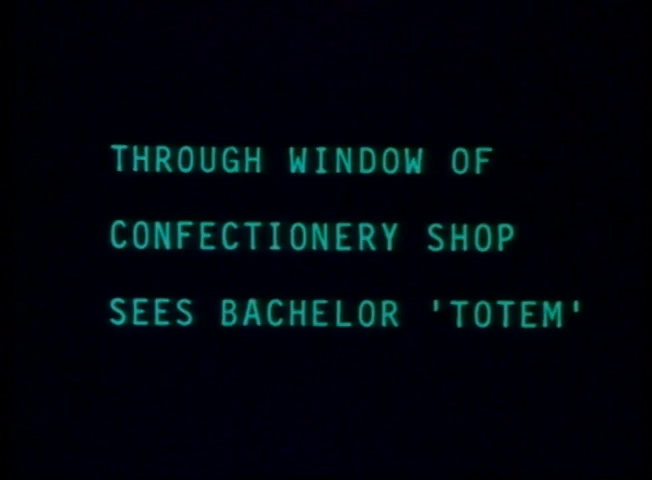 THROUGH WINDOW OF
CONFECTIONERY SHOP
SEES BACHELOR 'TOTEM'